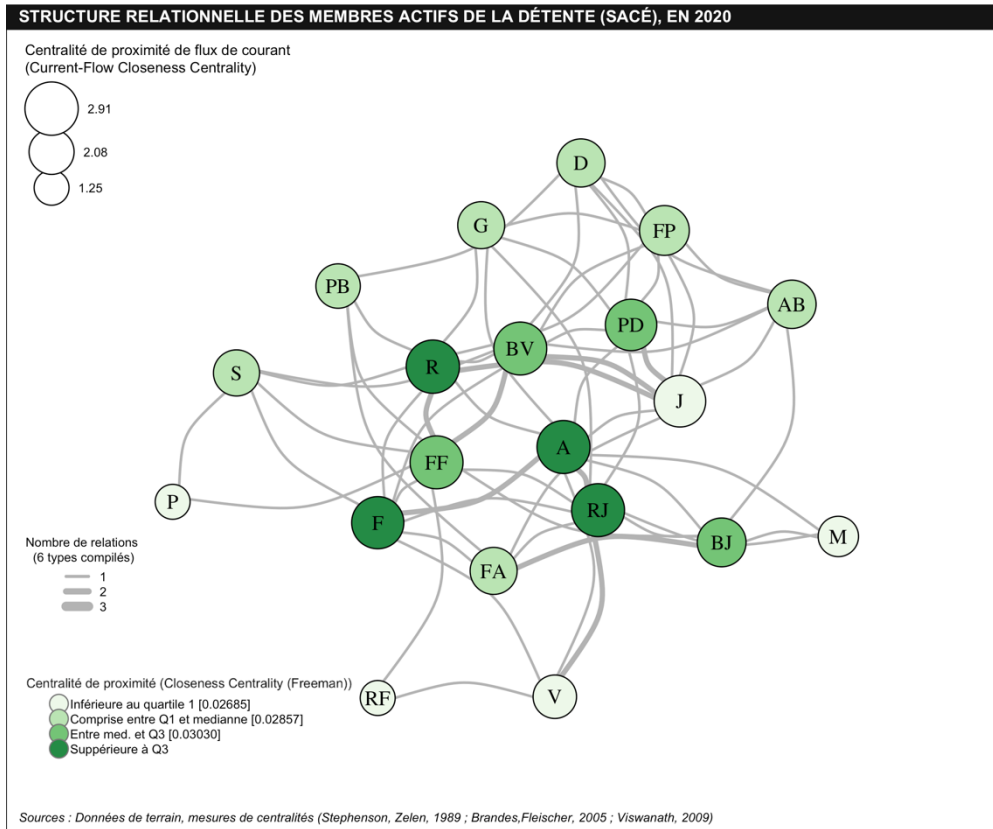 STRUCTURE RELATIONNELLE DES MEMBRES ACTIFS DE LA DÉTENTE (SACÉ), EN 2020
Centralité de proximité de flux de courant
(Current-Flow Closeness Centrality)
2.91
2.08
1.25
D
G
FP
PB
AB
PD
BV
R
S
J
A
FF
P
RJ
F
M
BJ
FA
RF
V
Nombre de relations
(6 types compilés)
1
2
3
Centralité de proximité (Closeness Centrality (Freeman))
Inférieure au quartile 1 [0.02685]
Comprise entre Q1 et medianne [0.02857]
Entre med. et Q3 [0.03030]
Suppérieure à Q3
Sources : Données de terrain, mesures de centralités (Stephenson, Zelen, 1989 ; Brandes,Fleischer, 2005 ; Viswanath, 2009)